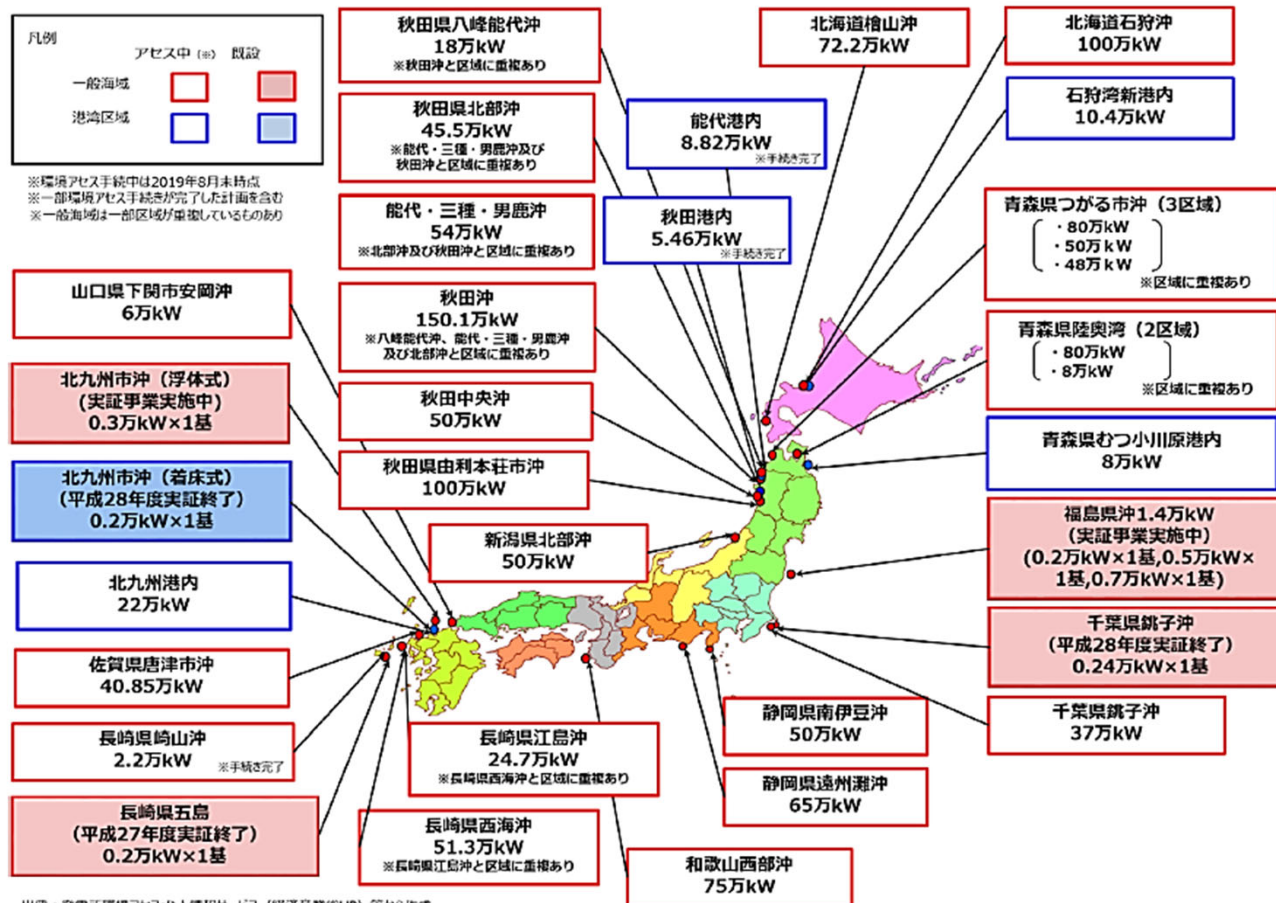 凡例
アセス中（※） 既設
一般海域
港湾区域
※環境アセス手続中は2019年8月末時点
※一部環境アセス手続きが完了した計画を含む
※一般海域は一部区域が重複しているものあり
秋田県八峰能代沖
18万kW
※秋田沖と区域に重複あり
秋田県北部沖
45.5万kW
※能代・三種・男鹿沖及び
秋田沖と区域に重複あり
能代・三種・男鹿沖
54万kW
※北部沖及び秋田沖と区域に重複あり
秋田沖
150.1万kW
※八峰能代沖、能代・三種・男鹿沖
及び北部沖と区域に重複あり
秋田中央沖
50万kW
秋田県由利本荘市沖
100万kW
新潟県北部沖
50万kW
能代港内
8.82万kW
※手続き完了
秋田港内
5.46万kW
※手続き完了
北海道檜山沖
72.2万kW
北海道石狩沖
100万kW
石狩湾新港内
10.4万kW
青森県つがる市沖（3区域）
・80万kW
・50万kW
・48万kW
※区域に重複あり
青森県陸奥湾（2区域）
・80万kW
・8万kW
※区域に重複あり
青森県むつ小川原港内
8万kW
福島県沖1.4万kW
(実証事業実施中)
(0.2万kW×1基,0.5万kW×
1基,0.7万kW×1基)
千葉県銚子沖
(平成28年度実証終了)
0.24万kW×1基
千葉県銚子沖
37万kW
山口県下関市安岡沖
6万kW
北九州市沖（浮体式）
(実証事業実施中)
0.3万kW×1基
北九州市沖（着床式）
(平成28年度実証終了)
0.2万kW×1基
北九州港内
22万kW
佐賀県唐津市沖
40.85万kW
長崎県崎山沖
2.2万kW
※手続き完了
長崎県五島
(平成27年度実証終了)
0.2万kW×1基
長崎県江島沖
24.7万kW
※長崎県西海沖と区域に重複あり
長崎県西海沖
51.3万kW
※長崎県江島沖と区域に重複あり
静岡県南伊豆沖
50万kW
静岡県遠州灘沖
65万kW
和歌山西部沖
75万kW